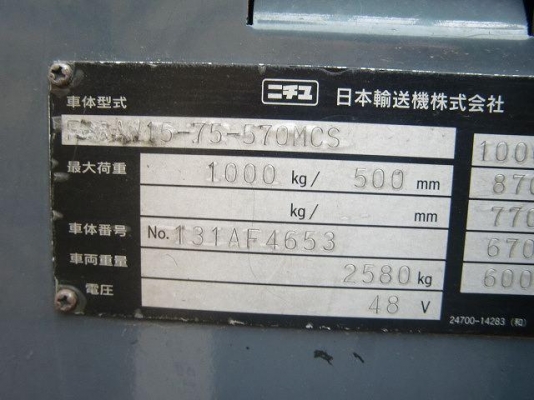 ニチユ 日本輸送機株式会社
車体型式
15-75-570MCS
最大荷重 1000 kg/ 500 mm
kg/ mm
車体番号 No. 131AF4653
車両重量 2580 kg
電圧 48 V
100
870
770
670
600
24700-14283 (和)